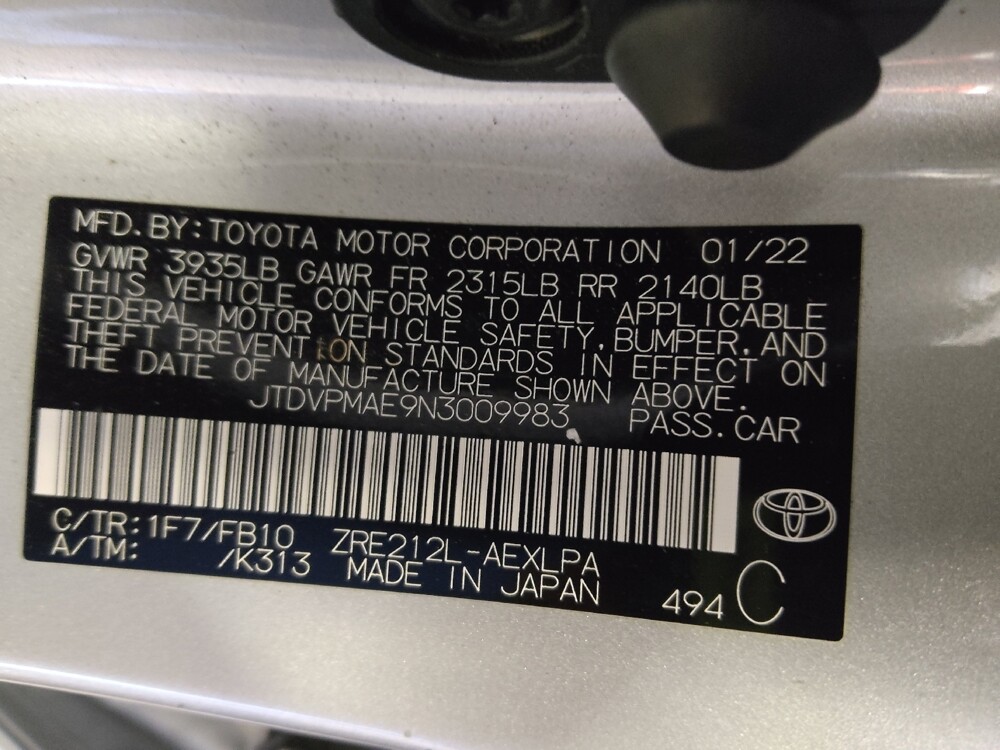 MFD.BY:TOYOTA MOTOR CORPORATION 01/22
GVWR 3935LB GAWR FR 2315LB RR 2140LB
THIS VEHICLE CONFORMS TO ALL APPLICABLE
FEDERAL MOTOR VEHICLE SAFETY,BUMPER,AND
THEFT PREVENTION STANDARDS IN EFFECT ON
THE DATE OF MANUFACTURE SHOWN ABOVE.
JTDVPMAE9N3009983 PASS.CAR
C/TR:1F7/FB10 ZRE212L-AEXLPA
A/TM: /K313 MADE IN JAPAN 494 C